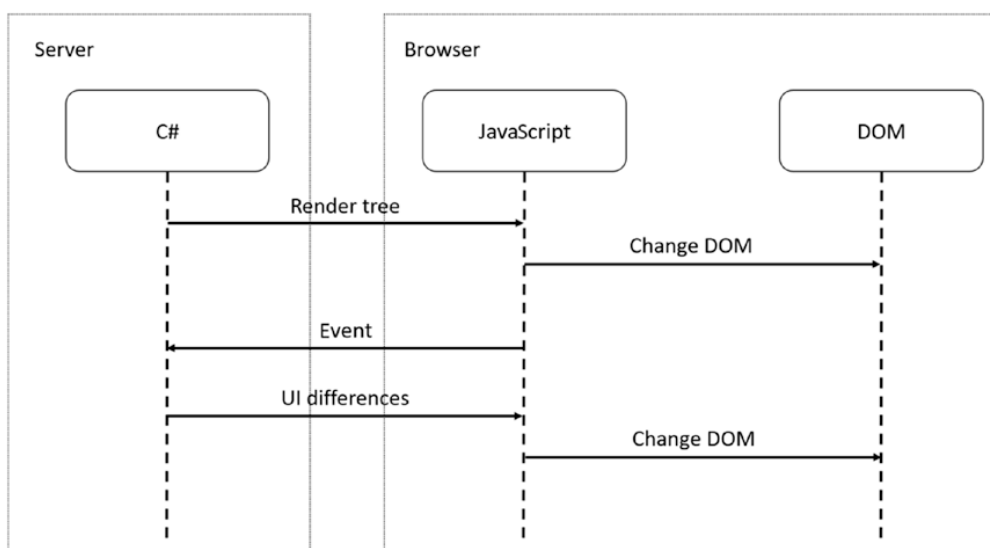 Server
Browser
C#
JavaScript
DOM
Render tree
Change DOM
Event
UI differences
Change DOM